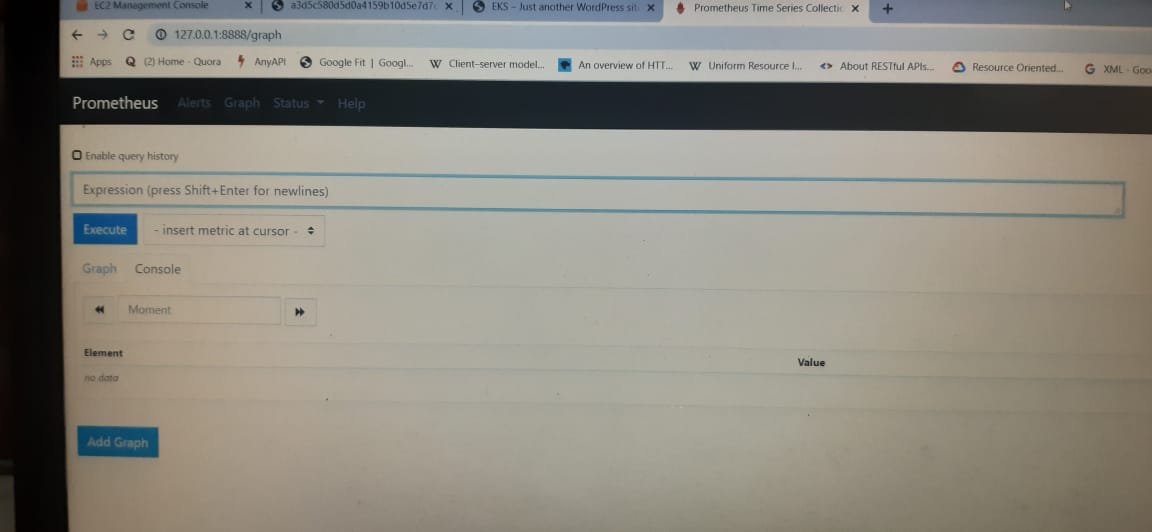 EC2 Management Console
a3d5c580d5d0a4159b10d5e7d7c
EKS – Just another WordPress sit
Prometheus Time Series Collectic
127.0.0.1:8888/graph
Apps (2) Home - Quora AnyAPI Google Fit | Googl... Client–server model... An overview of HTT... Uniform Resource I... About RESTful APIs... Resource Oriented... XML - Goo
Prometheus Alerts Graph Status Help
Enable query history
Expression (press Shift+Enter for newlines)
Execute - insert metric at cursor -
Graph Console
Moment
Element Value
no data
Add Graph